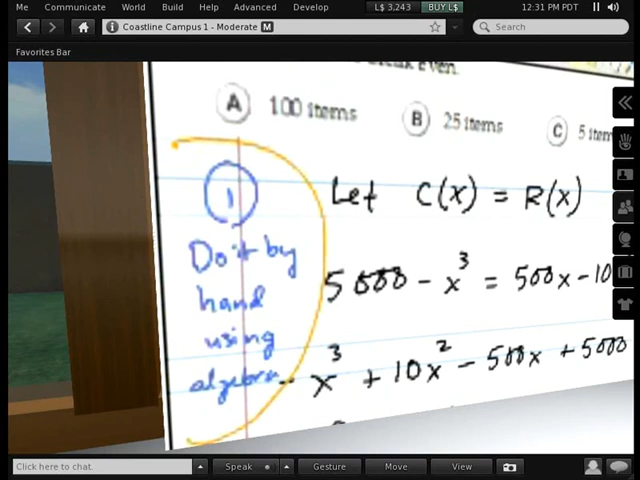 Me Communicate World Build Help Advanced Develop L$ 3,243 BUY L$ 12:31 PM PDT
Coastline Campus 1 - Moderate M Search
Favorites Bar
even.
A 100 items B 25 items C 5 item
1 Let C(x) = R(x)
Do it by
hand 5000 - x³ = 500x - 10
using
algebra x³ + 10x² - 500x + 5000
Click here to chat. Speak Gesture Move View